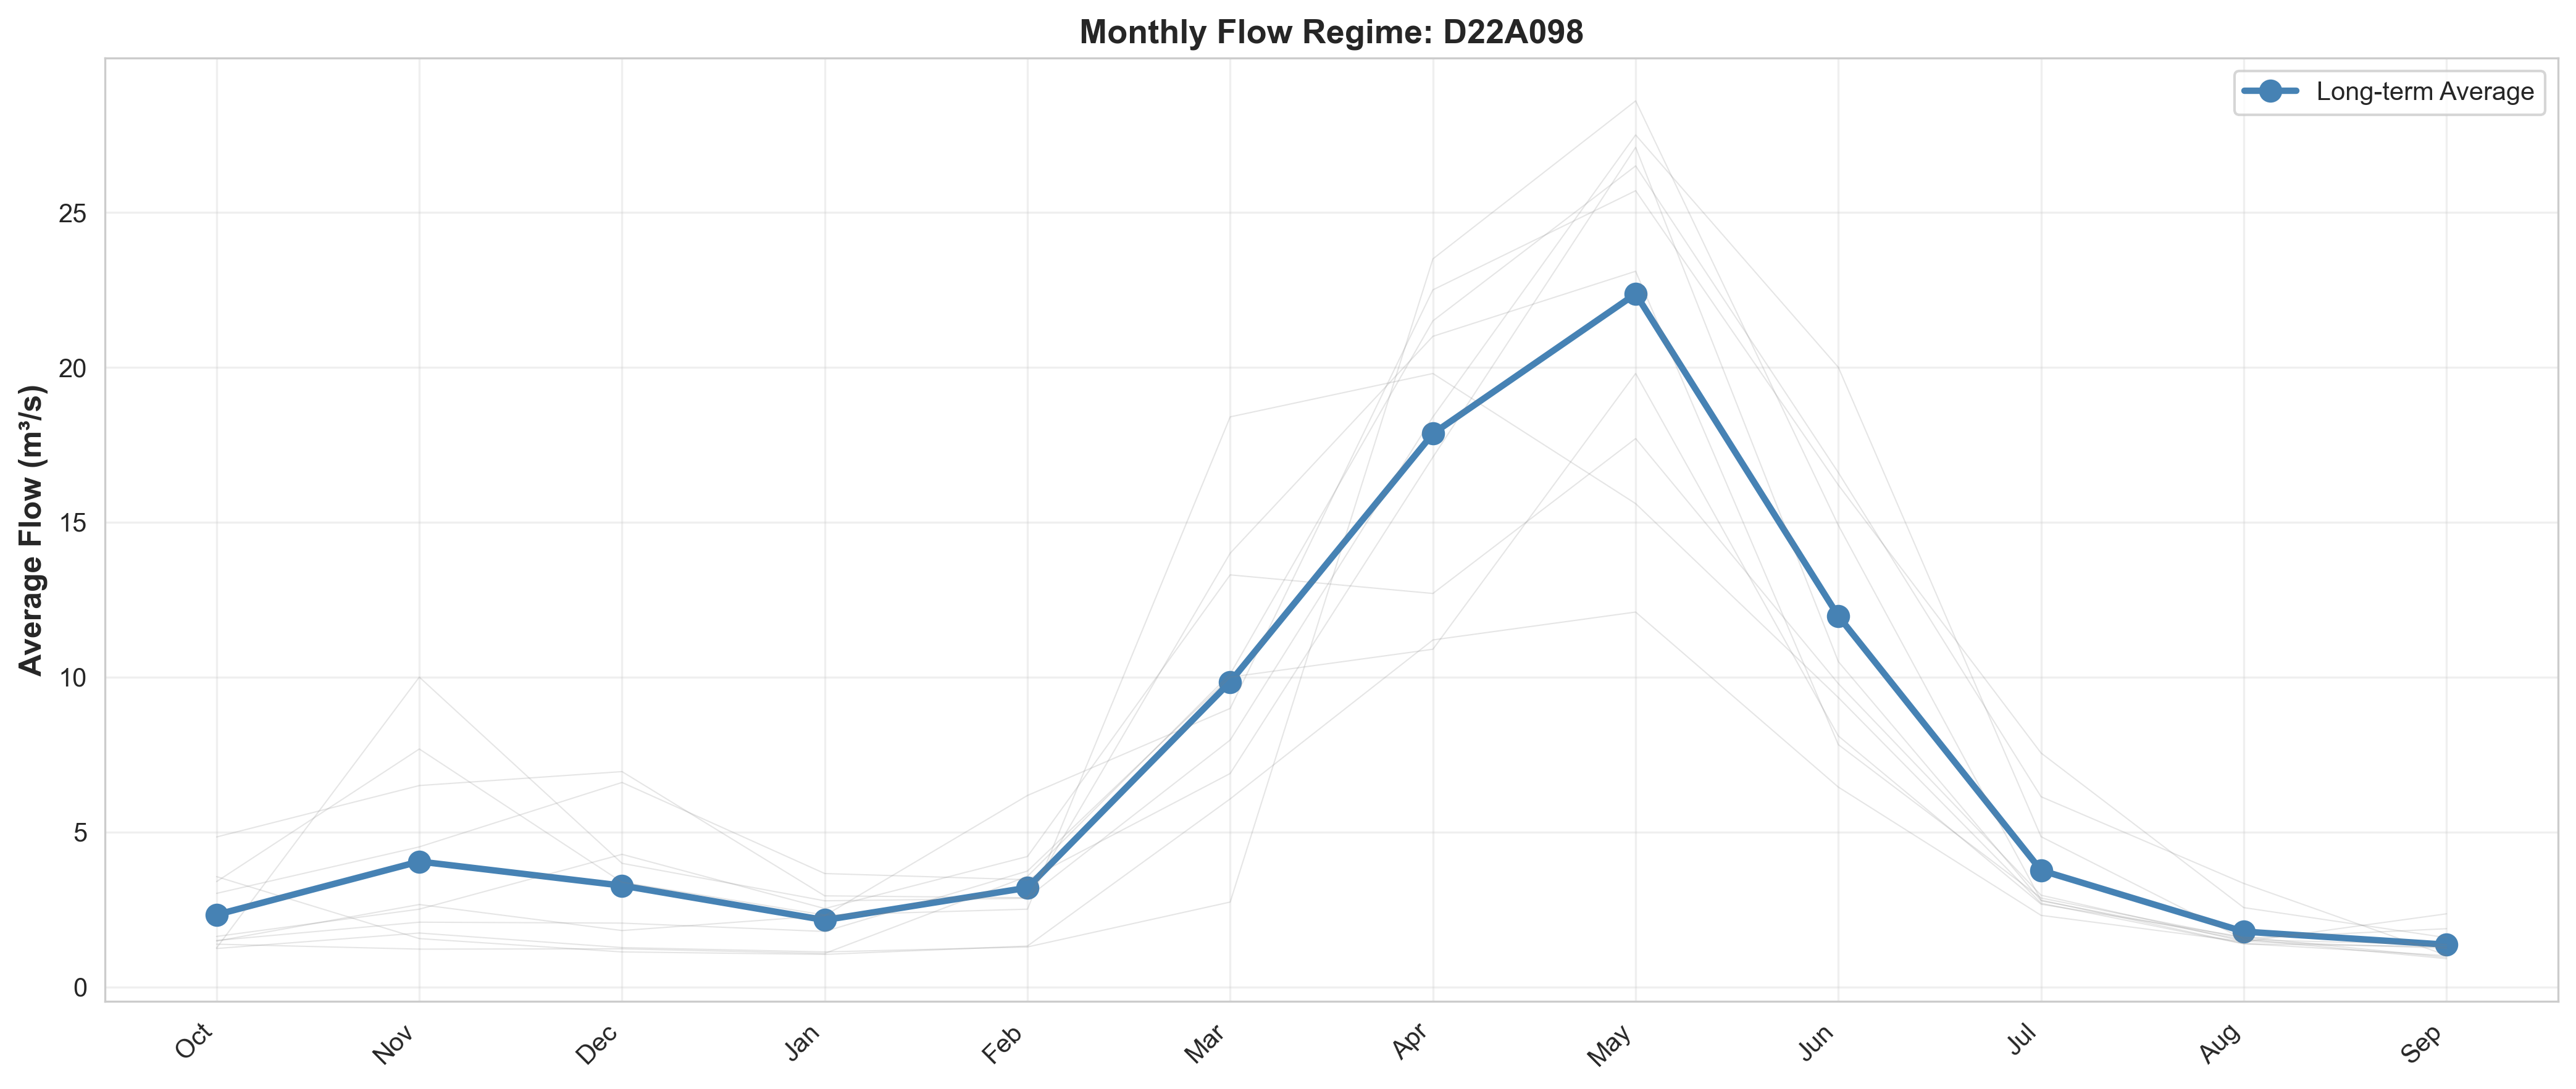 Monthly Flow Regime: D22A098
Long-term Average
Average Flow (m³/s)
25
20
15
10
5
0
Oct
Nov
Dec
Jan
Feb
Mar
Apr
May
Jun
Jul
Aug
Sep